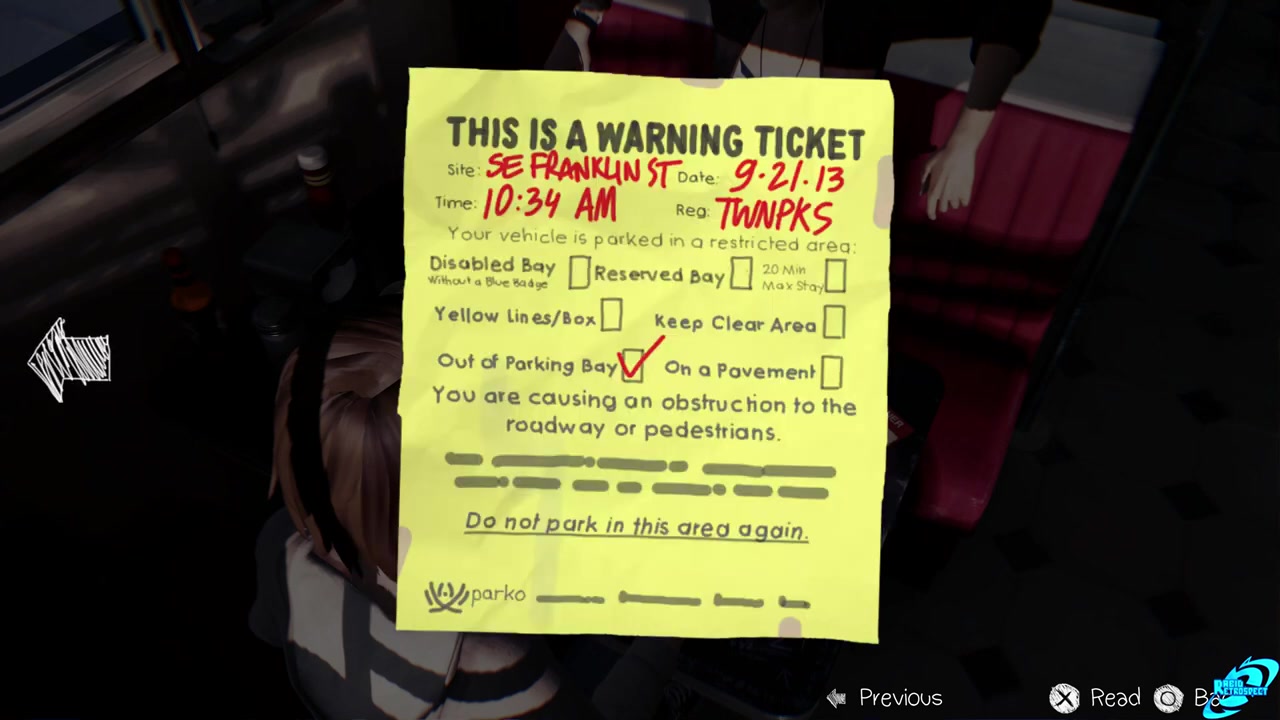 THIS IS A WARNING TICKET
Site: SE FRANKLIN ST Date: 9.21.13
Time: 10:34 AM Reg: TWNPKS
Your vehicle is parked in a restricted area:
Disabled Bay Reserved Bay 20 Min
Without a Blue Badge Max Stay
Yellow Lines/Box Keep Clear Area
Out of Parking Bay On a Pavement
You are causing an obstruction to the
roadway or pedestrians.
Do not park in this area again.
parko
Previous Read
RABID
RETROSPECT